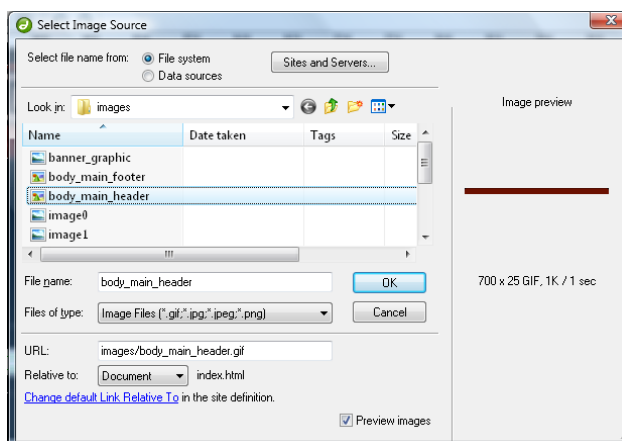 Select Image Source
Select file name from: File system Sites and Servers...
Data sources
Look in: images
Image preview
Name Date taken Tags Size
banner_graphic
body_main_footer
body_main_header
image0
image1
File name: body_main_header OK
700 x 25 GIF, 1K / 1 sec
Files of type: Image Files (*.gif;*.jpg;*.jpeg;*.png) Cancel
URL: images/body_main_header.gif
Relative to: Document index.html
Change default Link Relative To in the site definition.
Preview images